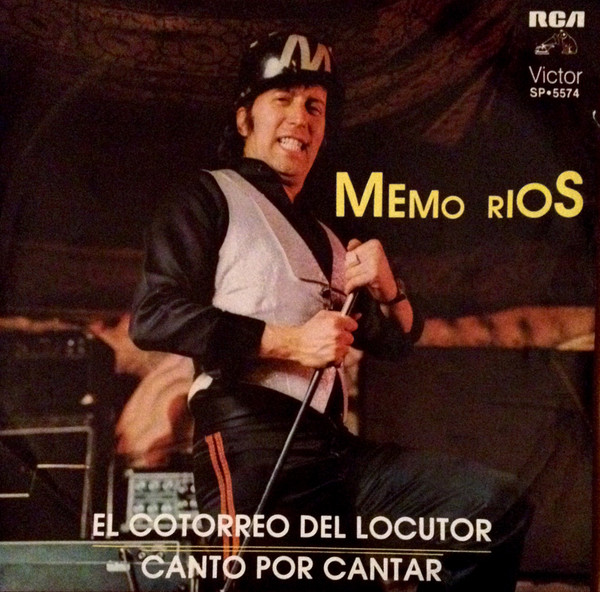 RCA
Victor
SP•5574
M
MEMO RIOS
EL COTORREO DEL LOCUTOR
CANTO POR CANTAR